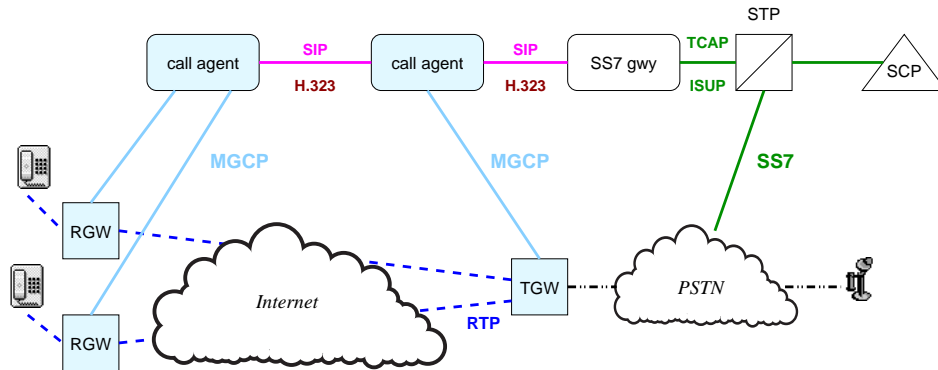 STP
SIP
SIP
TCAP
call agent
call agent
SS7 gwy
SCP
H.323
H.323
ISUP
MGCP
MGCP
SS7
RGW
Internet
TGW
PSTN
RTP
RGW